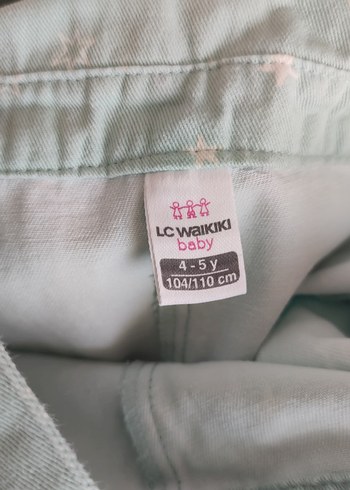 LC WAIKIKI
baby
4 - 5 y
104/110 cm